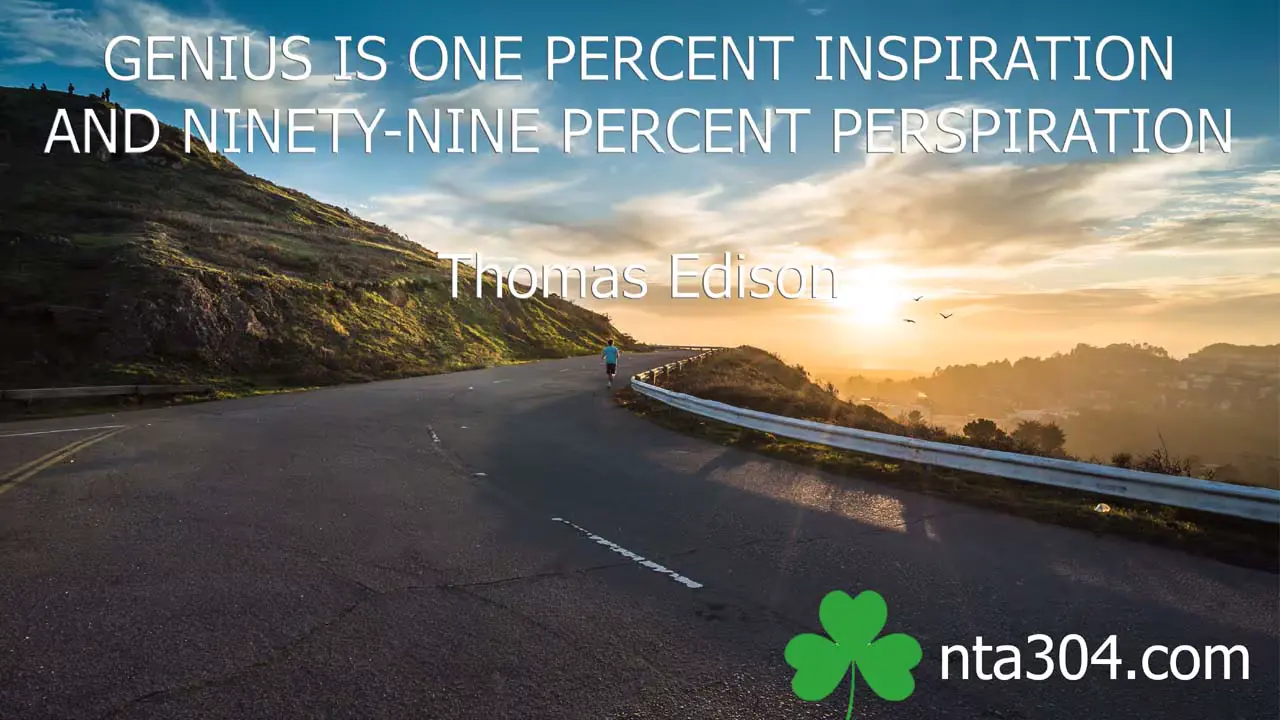 GENIUS IS ONE PERCENT INSPIRATION
AND NINETY-NINE PERCENT PERSPIRATION
Thomas Edison
nta304.com